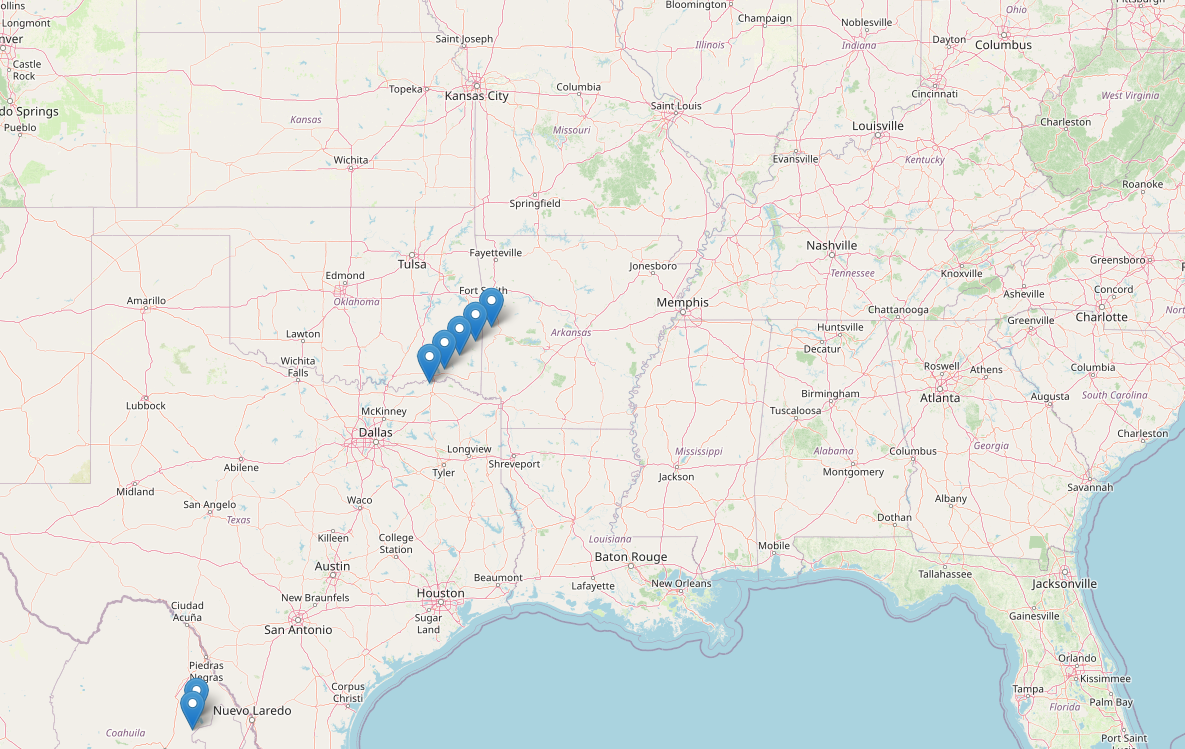 ollins
Longmont
nver
Castle
Rock
do Springs
Pueblo
Saint Joseph
Topeka
Kansas City
Columbia
Kansas
Missouri
Wichita
Springfield
Bloomington
Champaign
Illinois
Saint Louis
Noblesville
Indiana
Ohio
Dayton
Columbus
Cincinnati
Pittsburgh
West Virginia
Charleston
Louisville
Evansville
Kentucky
Roanoke
Tulsa
Fayetteville
Edmond
Oklahoma
Fort Smith
Amarillo
Lawton
Wichita
Falls
Jonesboro
Memphis
Arkansas
Nashville
Tennessee
Knoxville
Greensboro
Asheville
Concord
Charlotte
Nort
Chattanooga
Greenville
Huntsville
Decatur
Lubbock
McKinney
Dallas
Abilene
Longview
Tyler
Shreveport
Midland
San Angelo
Texas
Waco
Roswell
Athens
Atlanta
Columbia
South Carolina
Augusta
Birmingham
Tuscaloosa
Charleston
Mississippi
Jackson
Alabama
Montgomery
Columbus
Georgia
Savannah
Albany
Dothan
Killeen
College
Station
Austin
Louisiana
Baton Rouge
Mobile
Tallahassee
Jacksonville
New Braunfels
San Antonio
Houston
Sugar
Land
Beaumont
Lafayette
New Orleans
Gainesville
Ciudad
Acuña
Piedras
Negras
Nuevo Laredo
Corpus
Christi
Coahuila
Orlando
Kissimmee
Tampa
Palm Bay
Florida
Port Saint